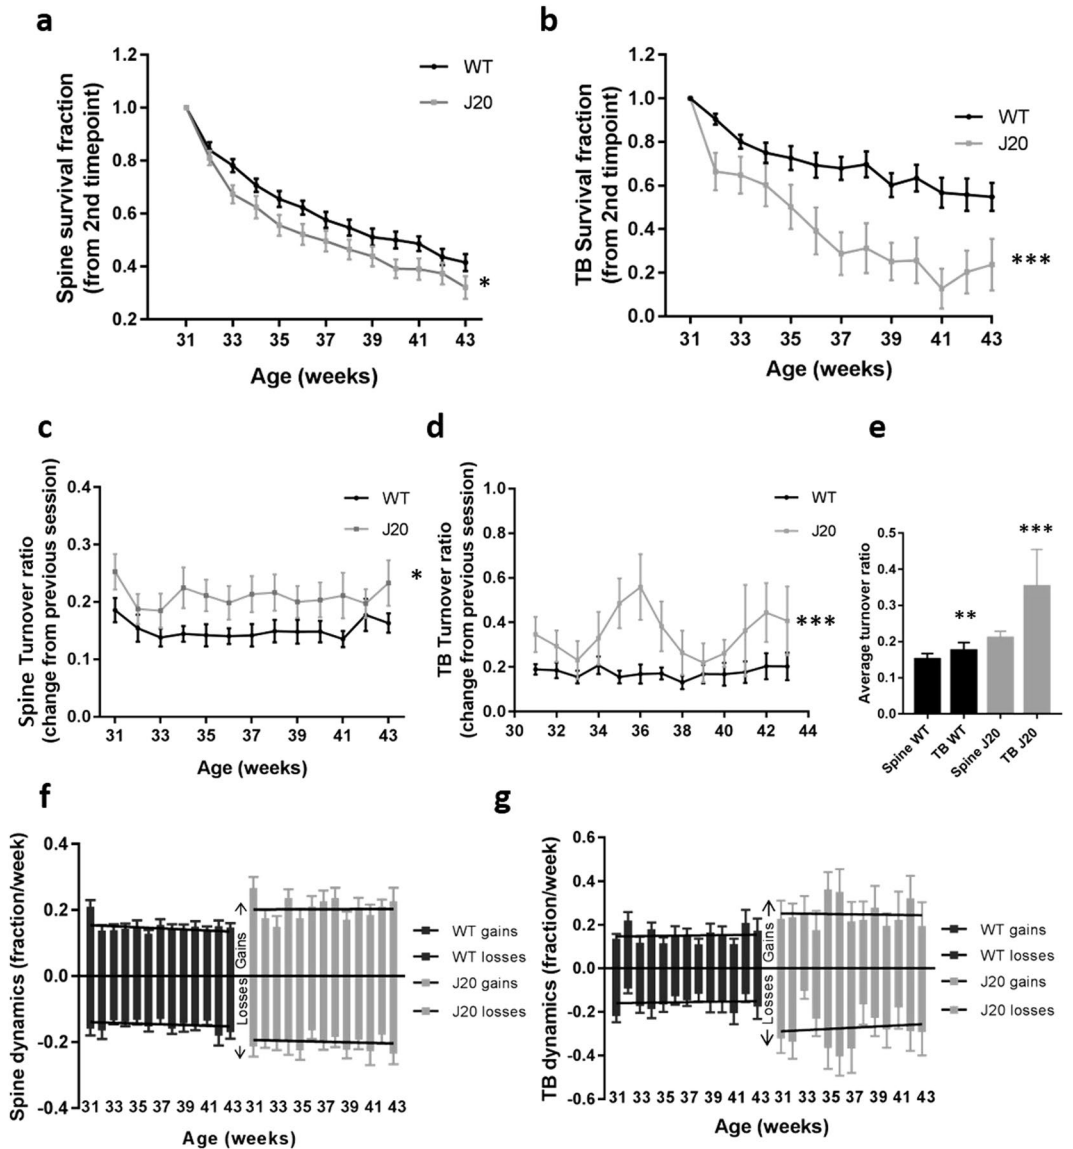 a
Spine survival fraction
(from 2nd timepoint)
1.2
1.0
0.8
0.6
0.4
0.2
WT
J20
*
31 33 35 37 39 41 43
Age (weeks)
b
TB Survival fraction
(from 2nd timpoint)
1.2
1.0
0.8
0.6
0.4
0.2
0.0
WT
J20
***
31 33 35 37 39 41 43
Age (weeks)
c
Spine Turnover ratio
(change from previous session)
0.4
0.3
0.2
0.1
0.0
WT
J20
*
31 33 35 37 39 41 43
Age (weeks)
d
TB Turnover ratio
(change from previous session)
1.0
0.8
0.6
0.4
0.2
0.0
WT
J20
***
30 32 34 36 38 40 42 44
Age (weeks)
e
Average turnover ratio
0.5
0.4
0.3
0.2
0.1
0.0
**
***
Spine WT
TB WT
Spine J20
TB J20
f
Spine dynamics (fraction/week)
0.4
0.2
0.0
-0.2
-0.4
Losses Gains
WT gains
WT losses
J20 gains
J20 losses
31 33 35 37 39 41 43 31 33 35 37 39 41 43
Age (weeks)
g
TB dynamics (fraction/week)
0.6
0.4
0.2
0.0
-0.2
-0.4
-0.6
Losses Gains
WT gains
WT losses
J20 gains
J20 losses
31 33 35 37 39 41 43 31 33 35 37 39 41 43
Age (weeks)